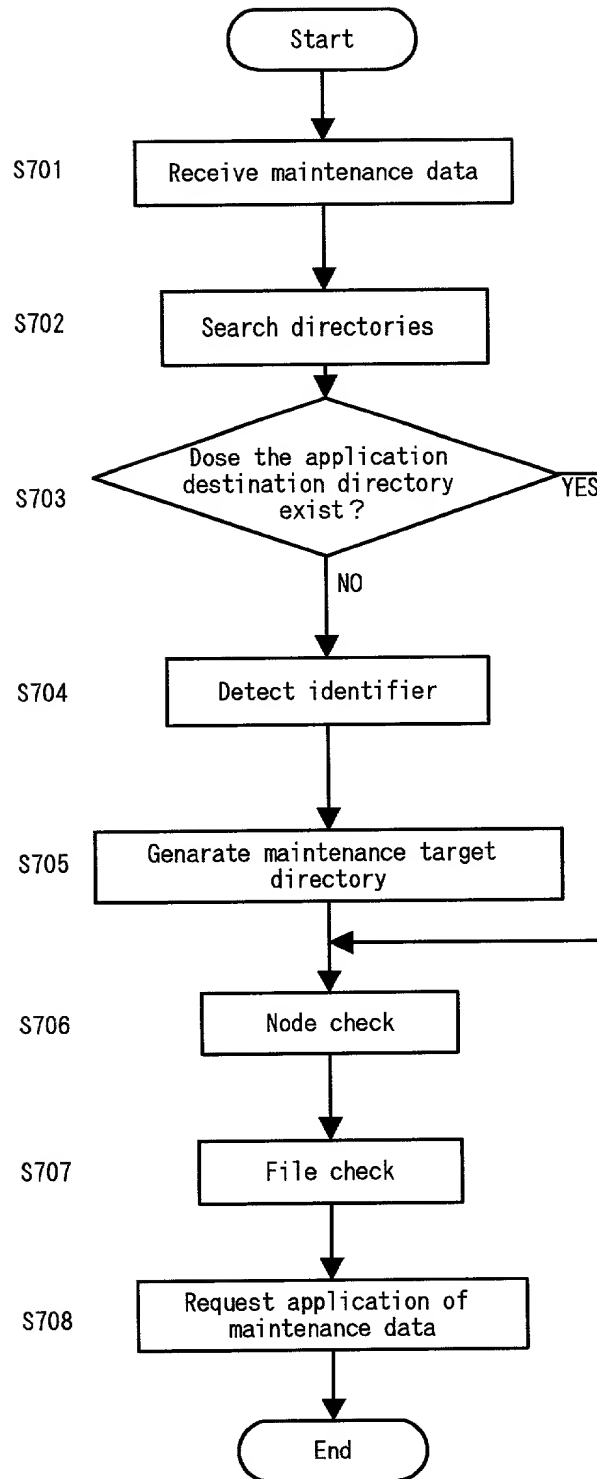 Start
S701
Receive maintenance data
S702
Search directories
S703
Dose the application
destination directory
exist?
YES
NO
S704
Detect identifier
S705
Genarate maintenance target
directory
S706
Node check
S707
File check
S708
Request application of
maintenance data
End